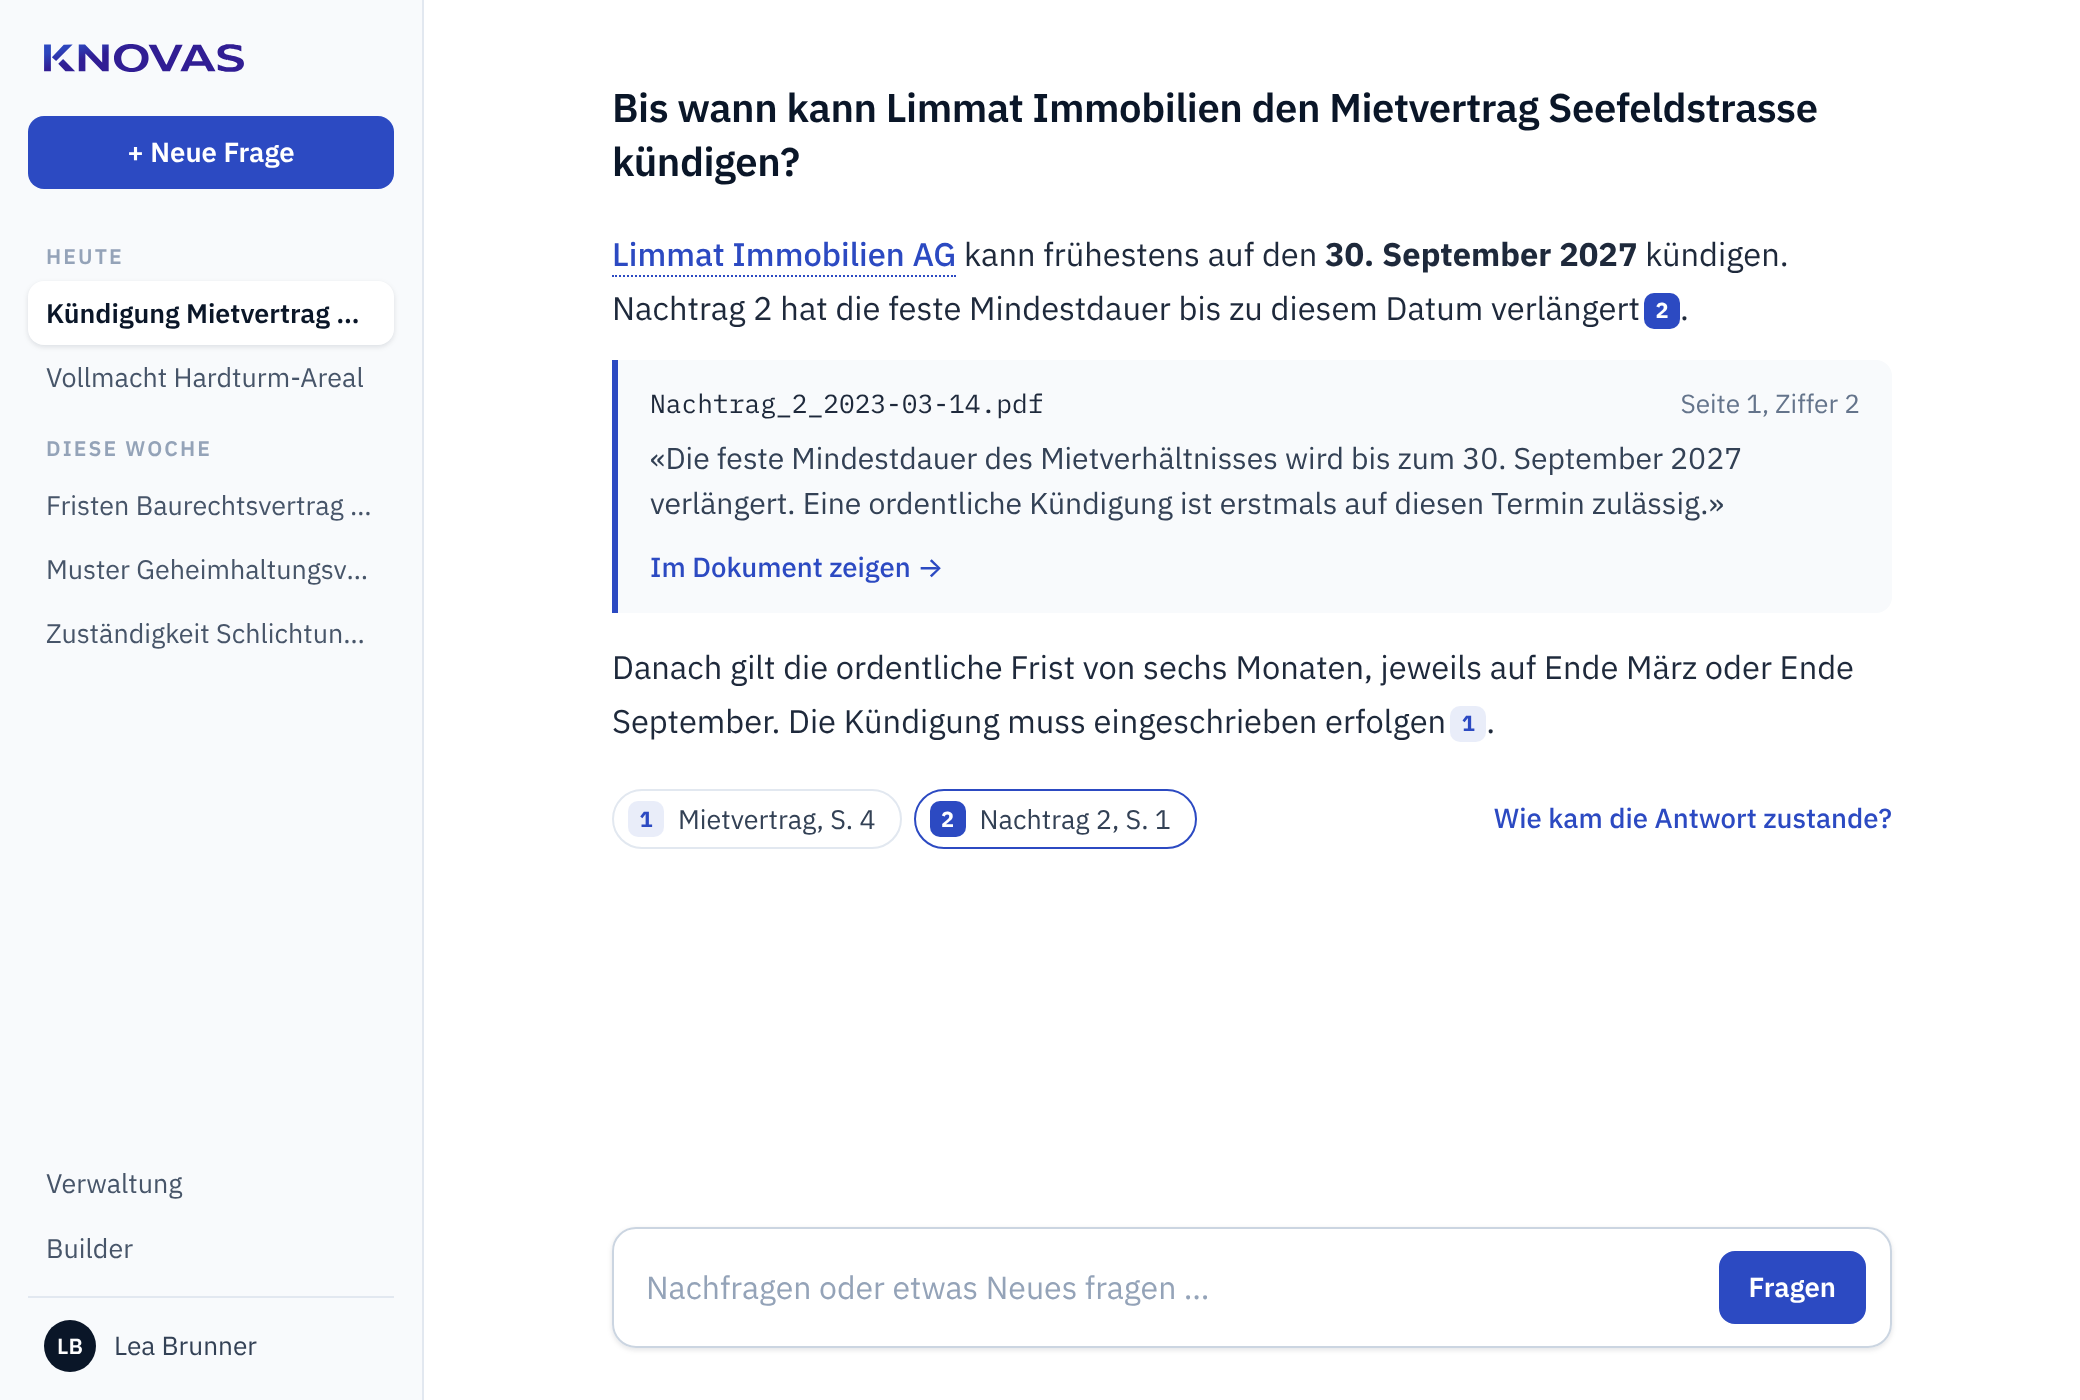 KNOVAS
+ Neue Frage
HEUTE
Kündigung Mietvertrag ...
Vollmacht Hardturm-Areal
DIESE WOCHE
Fristen Baurechtsvertrag ...
Muster Geheimhaltungsv...
Zuständigkeit Schlichtun...
Verwaltung
Builder
LB Lea Brunner
Bis wann kann Limmat Immobilien den Mietvertrag Seefeldstrasse
kündigen?
Limmat Immobilien AG kann frühestens auf den 30. September 2027 kündigen.
Nachtrag 2 hat die feste Mindestdauer bis zu diesem Datum verlängert 2.
Nachtrag_2_2023-03-14.pdf Seite 1, Ziffer 2
«Die feste Mindestdauer des Mietverhältnisses wird bis zum 30. September 2027
verlängert. Eine ordentliche Kündigung ist erstmals auf diesen Termin zulässig.»
Im Dokument zeigen →
Danach gilt die ordentliche Frist von sechs Monaten, jeweils auf Ende März oder Ende
September. Die Kündigung muss eingeschrieben erfolgen 1.
1 Mietvertrag, S. 4 2 Nachtrag 2, S. 1 Wie kam die Antwort zustande?
Nachfragen oder etwas Neues fragen ... Fragen